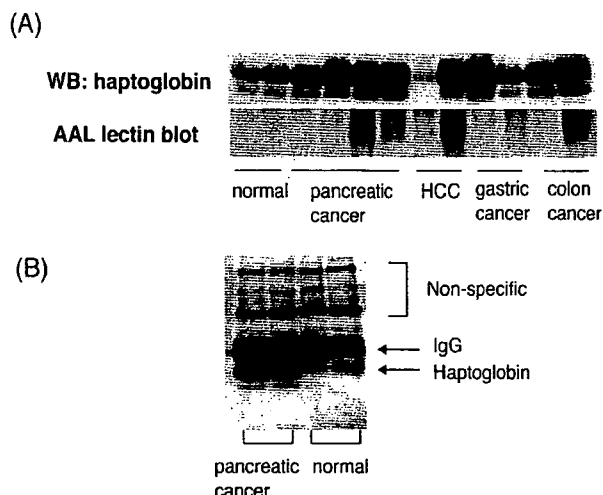 (A)
WB: haptoglobin
AAL lectin blot
normal pancreatic cancer HCC gastric cancer colon cancer
(B)
Non-specific
IgG
Haptoglobin
pancreatic cancer normal